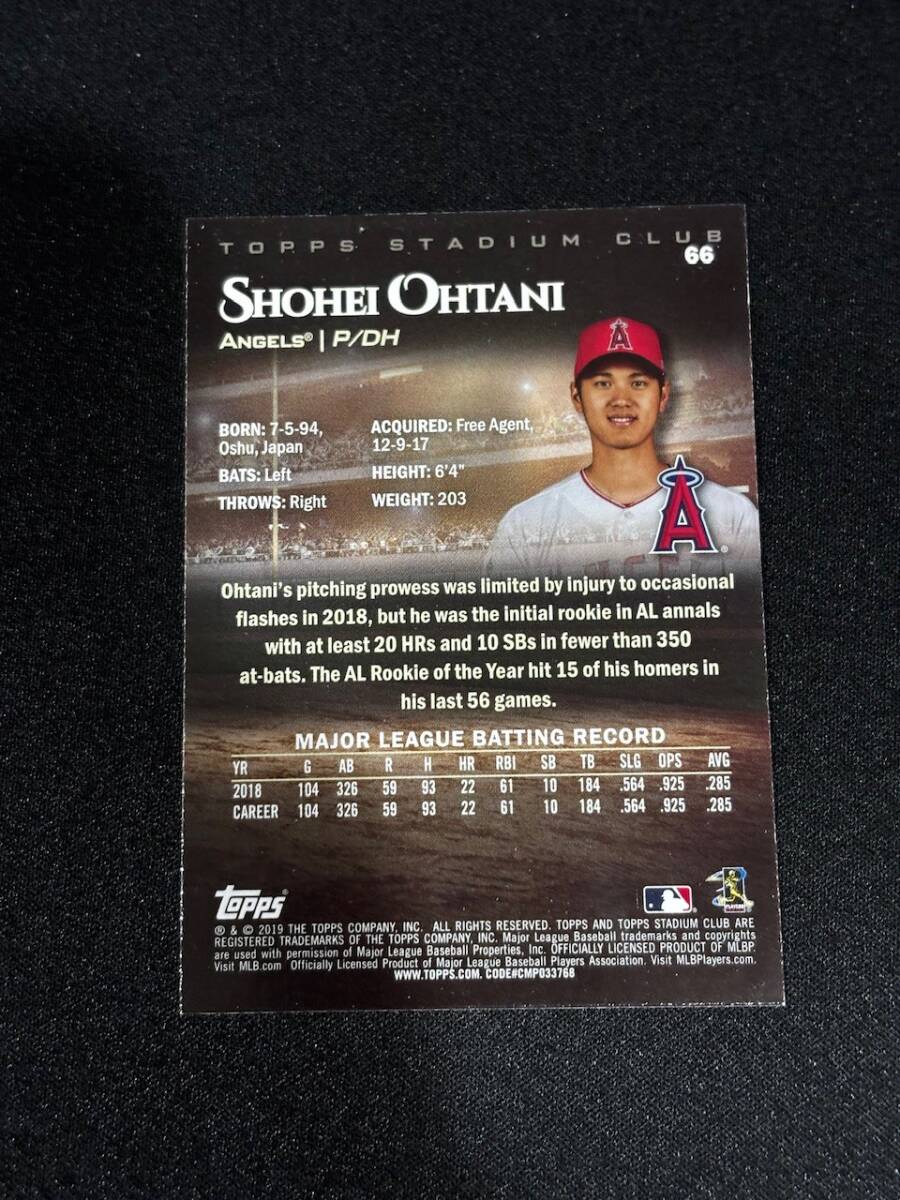 TOPPS STADIUM CLUB
66
SHOHEI OHTANI
ANGELS® | P/DH
BORN: 7-5-94,
Oshu, Japan
BATS: Left
THROWS: Right
ACQUIRED: Free Agent,
12-9-17
HEIGHT: 6'4"
WEIGHT: 203
A
A
®
Ohtani's pitching prowess was limited by injury to occasional
flashes in 2018, but he was the initial rookie in AL annals
with at least 20 HRs and 10 SBs in fewer than 350
at-bats. The AL Rookie of the Year hit 15 of his homers in
his last 56 games.
MAJOR LEAGUE BATTING RECORD
YR G AB R H HR RBI SB TB SLG OPS AVG
2018 104 326 59 93 22 61 10 184 .564 .925 .285
CAREER 104 326 59 93 22 61 10 184 .564 .925 .285
TOPPS®
® & © 2019 THE TOPPS COMPANY, INC. ALL RIGHTS RESERVED. TOPPS AND TOPPS STADIUM CLUB ARE
REGISTERED TRADEMARKS OF THE TOPPS COMPANY, INC. Major League Baseball trademarks and copyrights
are used with permission of Major League Baseball Properties, Inc. OFFICIALLY LICENSED PRODUCT OF MLBP.
Visit MLB.com Officially Licensed Product of Major League Baseball Players Association. Visit MLBPlayers.com.
WWW.TOPPS.COM. CODE#CMP033768